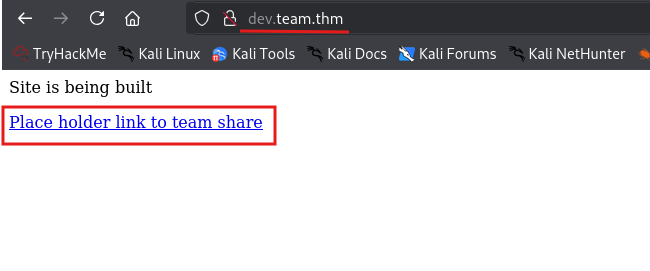 dev.team.thm
TryHackMe Kali Linux Kali Tools Kali Docs Kali Forums Kali NetHunter
Site is being built
Place holder link to team share